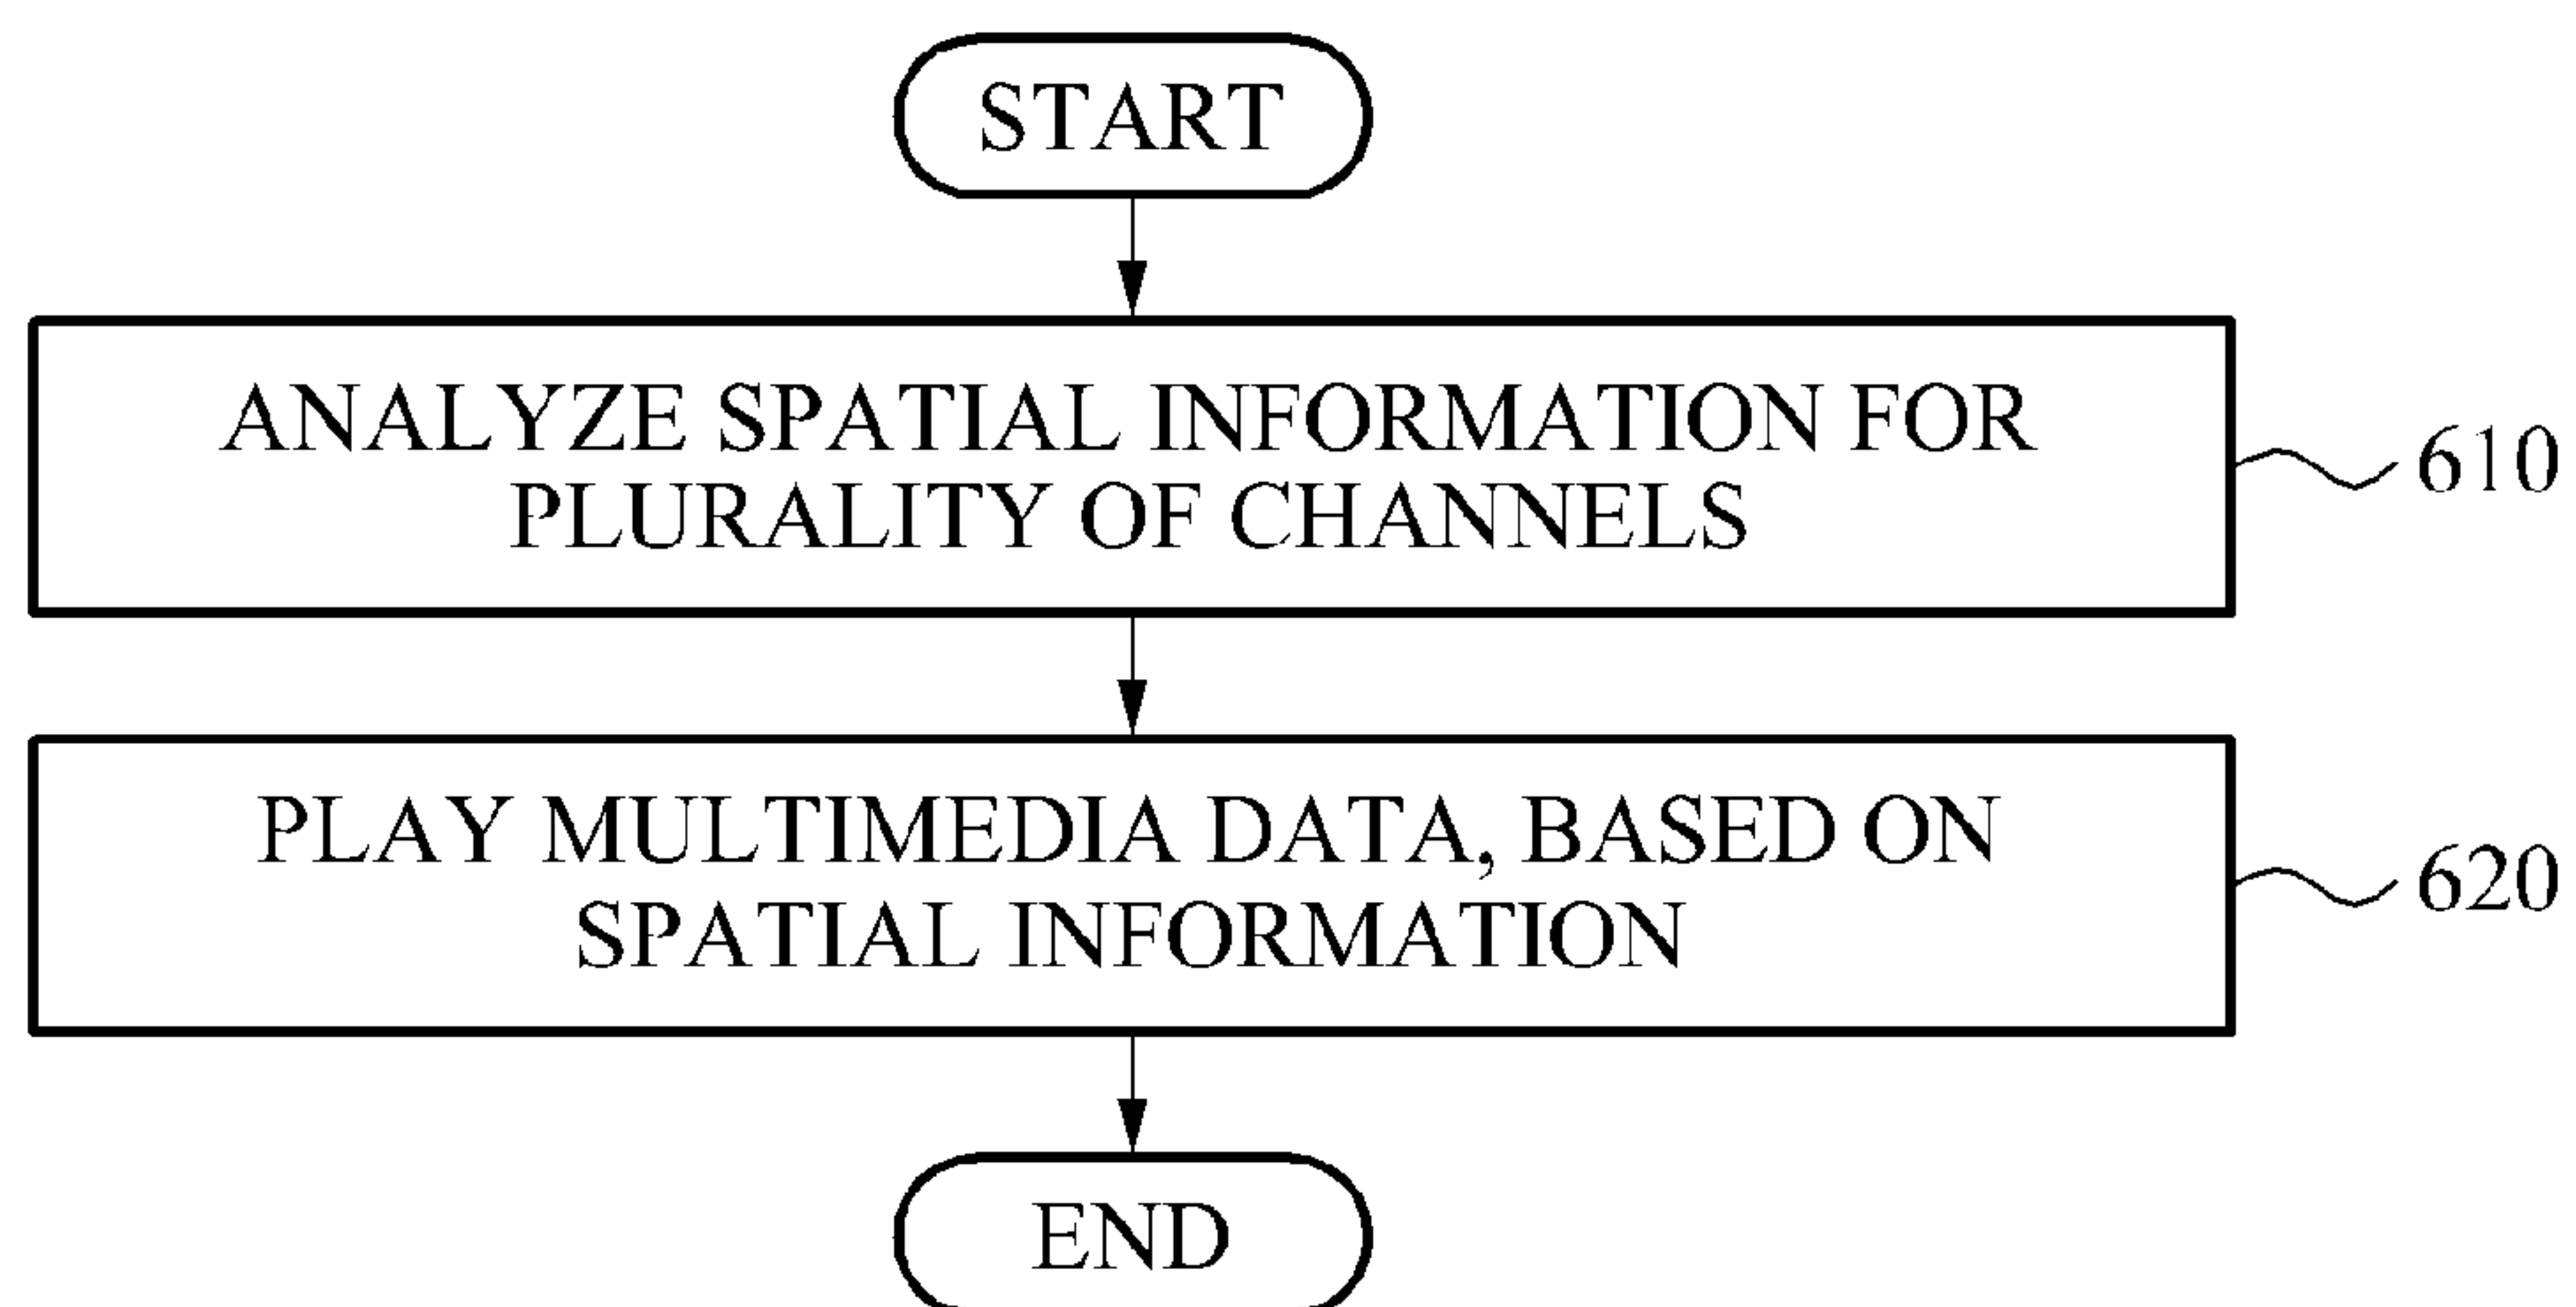 START
ANALYZE SPATIAL INFORMATION FOR
PLURALITY OF CHANNELS
610
PLAY MULTIMEDIA DATA, BASED ON
SPATIAL INFORMATION
620
END